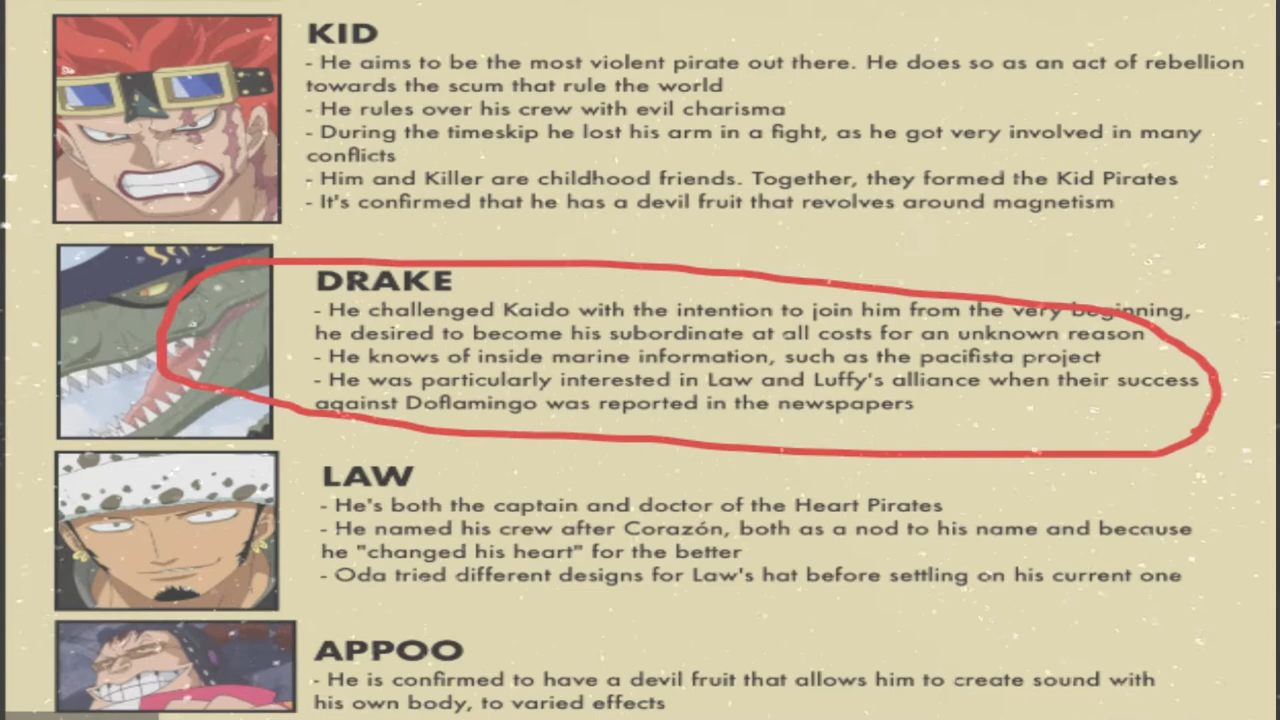 KID
- He aims to be the most violent pirate out there. He does so as an act of rebellion
towards the scum that rule the world
- He rules over his crew with evil charisma
- During the timeskip he lost his arm in a fight, as he got very involved in many
conflicts
- Him and Killer are childhood friends. Together, they formed the Kid Pirates
- It's confirmed that he has a devil fruit that revolves around magnetism
DRAKE
- He challenged Kaido with the intention to join him from the very beginning,
he desired to become his subordinate at all costs for an unknown reason
- He knows of inside marine information, such as the pacifista project
- He was particularly interested in Law and Luffy's alliance when their success
against Doflamingo was reported in the newspapers
LAW
- He's both the captain and doctor of the Heart Pirates
- He named his crew after Corazón, both as a nod to his name and because
he "changed his heart" for the better
- Oda tried different designs for Law's hat before settling on his current one
APPOO
- He is confirmed to have a devil fruit that allows him to create sound with
his own body, to varied effects